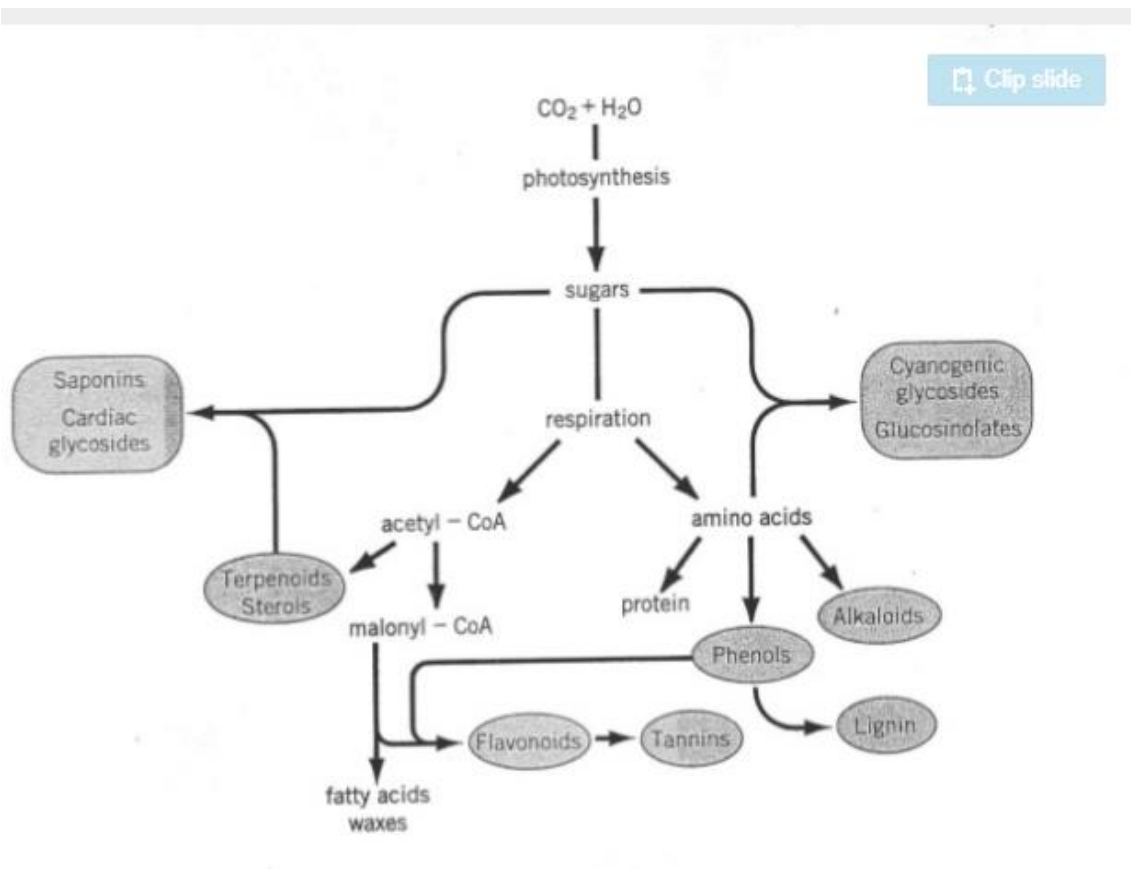 Clip slide
CO₂ + H₂O
photosynthesis
sugars
Saponins
Cardiac
glycosides
Cyanogenic
glycosides
Glucosinolates
respiration
acetyl – CoA
amino acids
Terpenoids
Sterols
malonyl – CoA
protein
Alkaloids
Phenols
Flavonoids
Tannins
Lignin
fatty acids
waxes